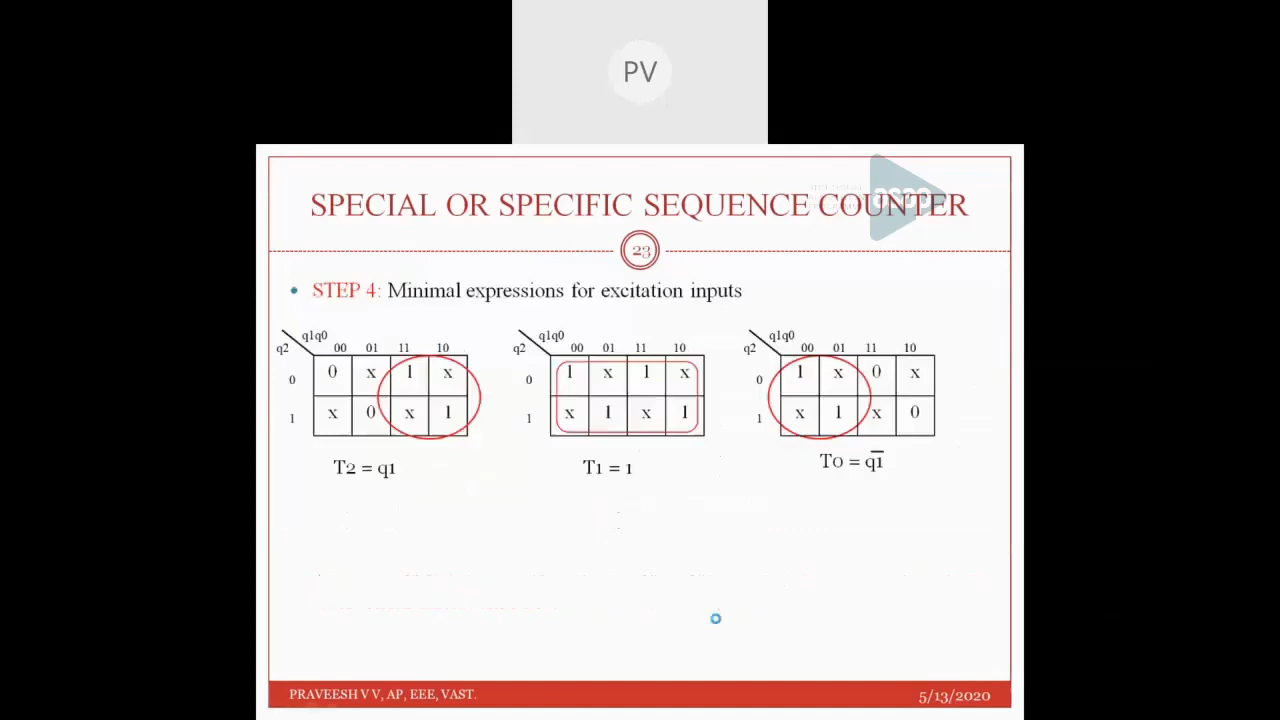 PV
SPECIAL OR SPECIFIC SEQUENCE COUNTER
23
• STEP 4: Minimal expressions for excitation inputs
q1q0 q1q0 q1q0
q2 00 01 11 10 q2 00 01 11 10 q2 00 01 11 10
0 0 x 1 x 0 1 x 1 x 0 1 x 0 x
1 x 0 x 1 1 x 1 x 1 1 x 1 x 0
T2 = q1 T1 = 1 T0 = q1̅
PRAVEESH V V, AP, EEE, VAST. 5/13/2020